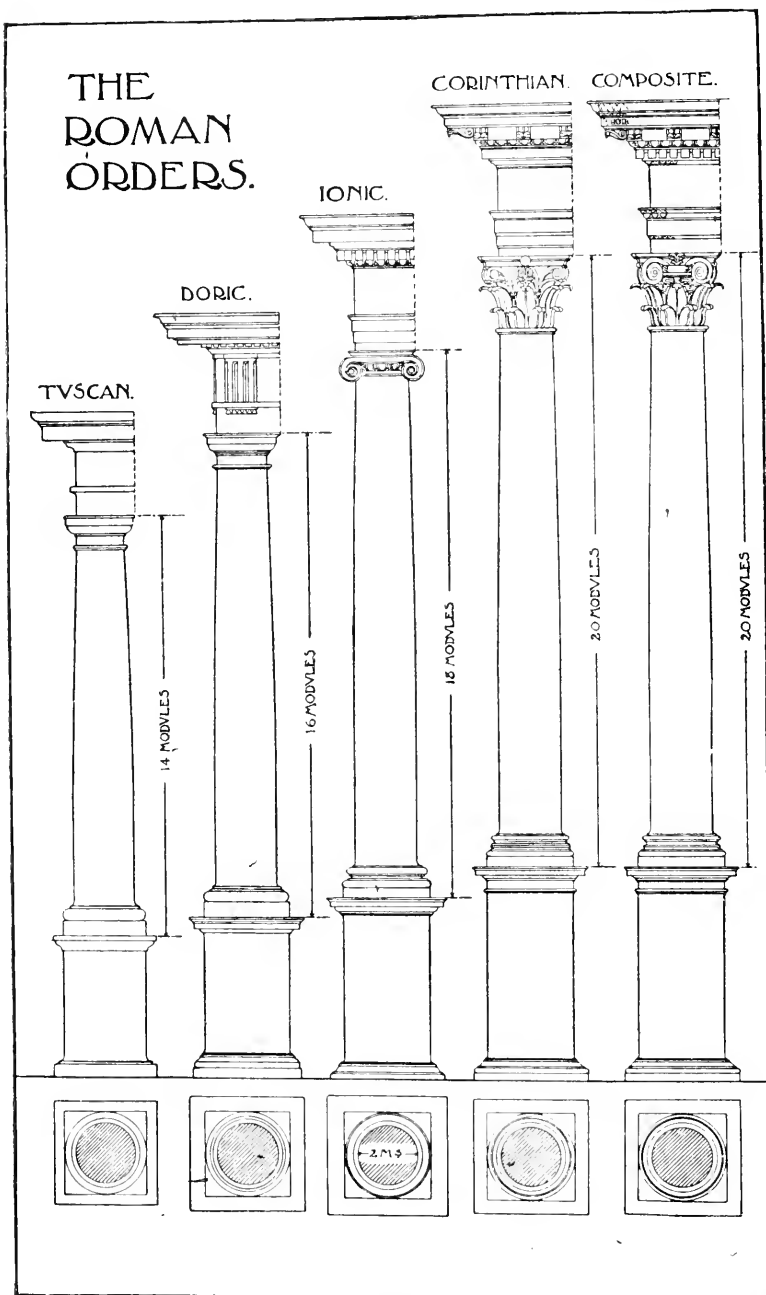 THE
ROMAN
ORDERS.
CORINTHIAN. COMPOSITE.
IONIC.
DORIC.
TVSCAN.
14 MODVLES
16 MODVLES
18 MODVLES
20 MODVLES
20 MODVLES
2 M S